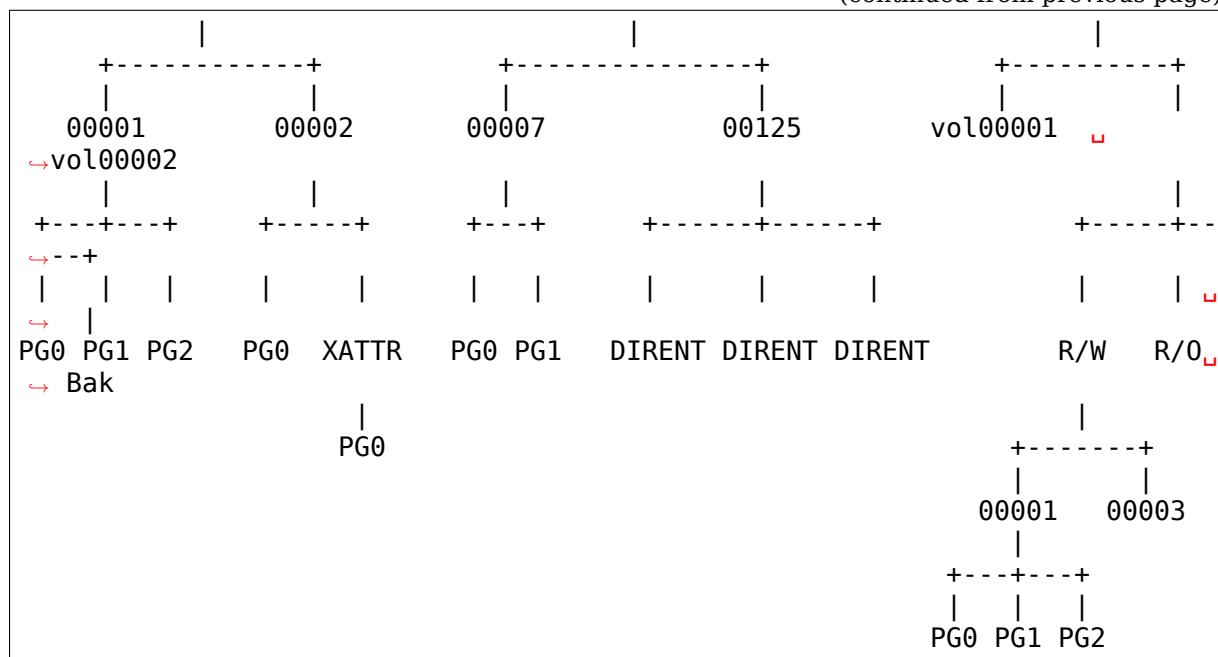 (continued from previous page)
| | |
+------------+ +---------------+ +----------+
| | | | | |
00001 00002 00007 00125 vol00001 ␣
↪vol00002
| | | | |
+---+---+ +-----+ +---+ +------+------+ +-----+--
↪--+
| | | | | | | | | | | | ␣
↪ |
PG0 PG1 PG2 PG0 XATTR PG0 PG1 DIRENT DIRENT DIRENT R/W R/O␣
↪ Bak
| |
PG0 +-------+
| |
00001 00003
|
+---+---+
| | |
PG0 PG1 PG2